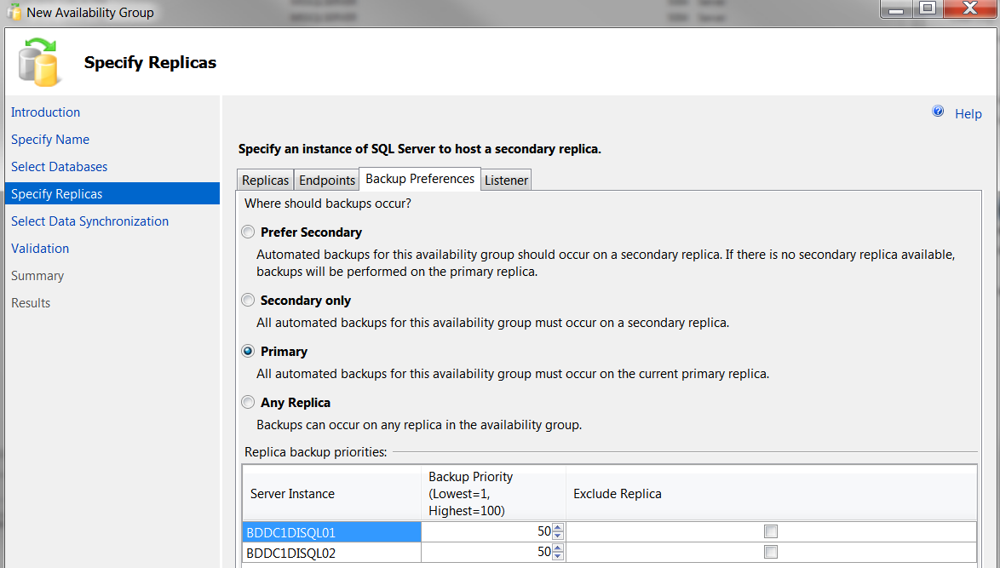 New Availability Group
Specify Replicas
Introduction
Specify Name
Select Databases
Specify Replicas
Select Data Synchronization
Validation
Summary
Results
Help
Specify an instance of SQL Server to host a secondary replica.
Replicas Endpoints Backup Preferences Listener
Where should backups occur?
Prefer Secondary
Automated backups for this availability group should occur on a secondary replica. If there is no secondary replica available,
backups will be performed on the primary replica.
Secondary only
All automated backups for this availability group must occur on a secondary replica.
Primary
All automated backups for this availability group must occur on the current primary replica.
Any Replica
Backups can occur on any replica in the availability group.
Replica backup priorities:
Server Instance
Backup Priority
(Lowest=1,
Highest=100)
Exclude Replica
BDDC1DISQL01 50
BDDC1DISQL02 50